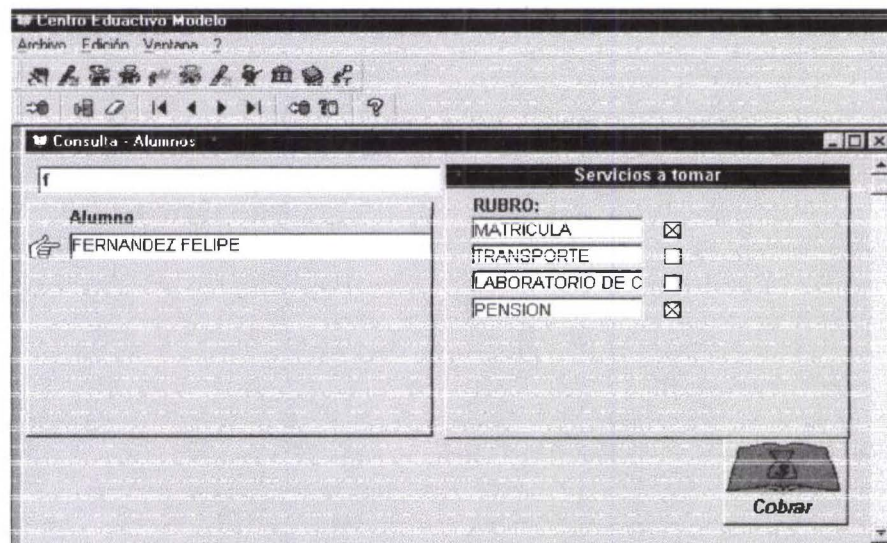 Centro Eduactivo Modelo
Archivo Edición Ventana ?
Consulta - Alumnos
f
Alumno
FERNANDEZ FELIPE
Servicios a tomar
RUBRO:
MATRICULA
TRANSPORTE
LABORATORIO DE C
PENSION
Cobrar